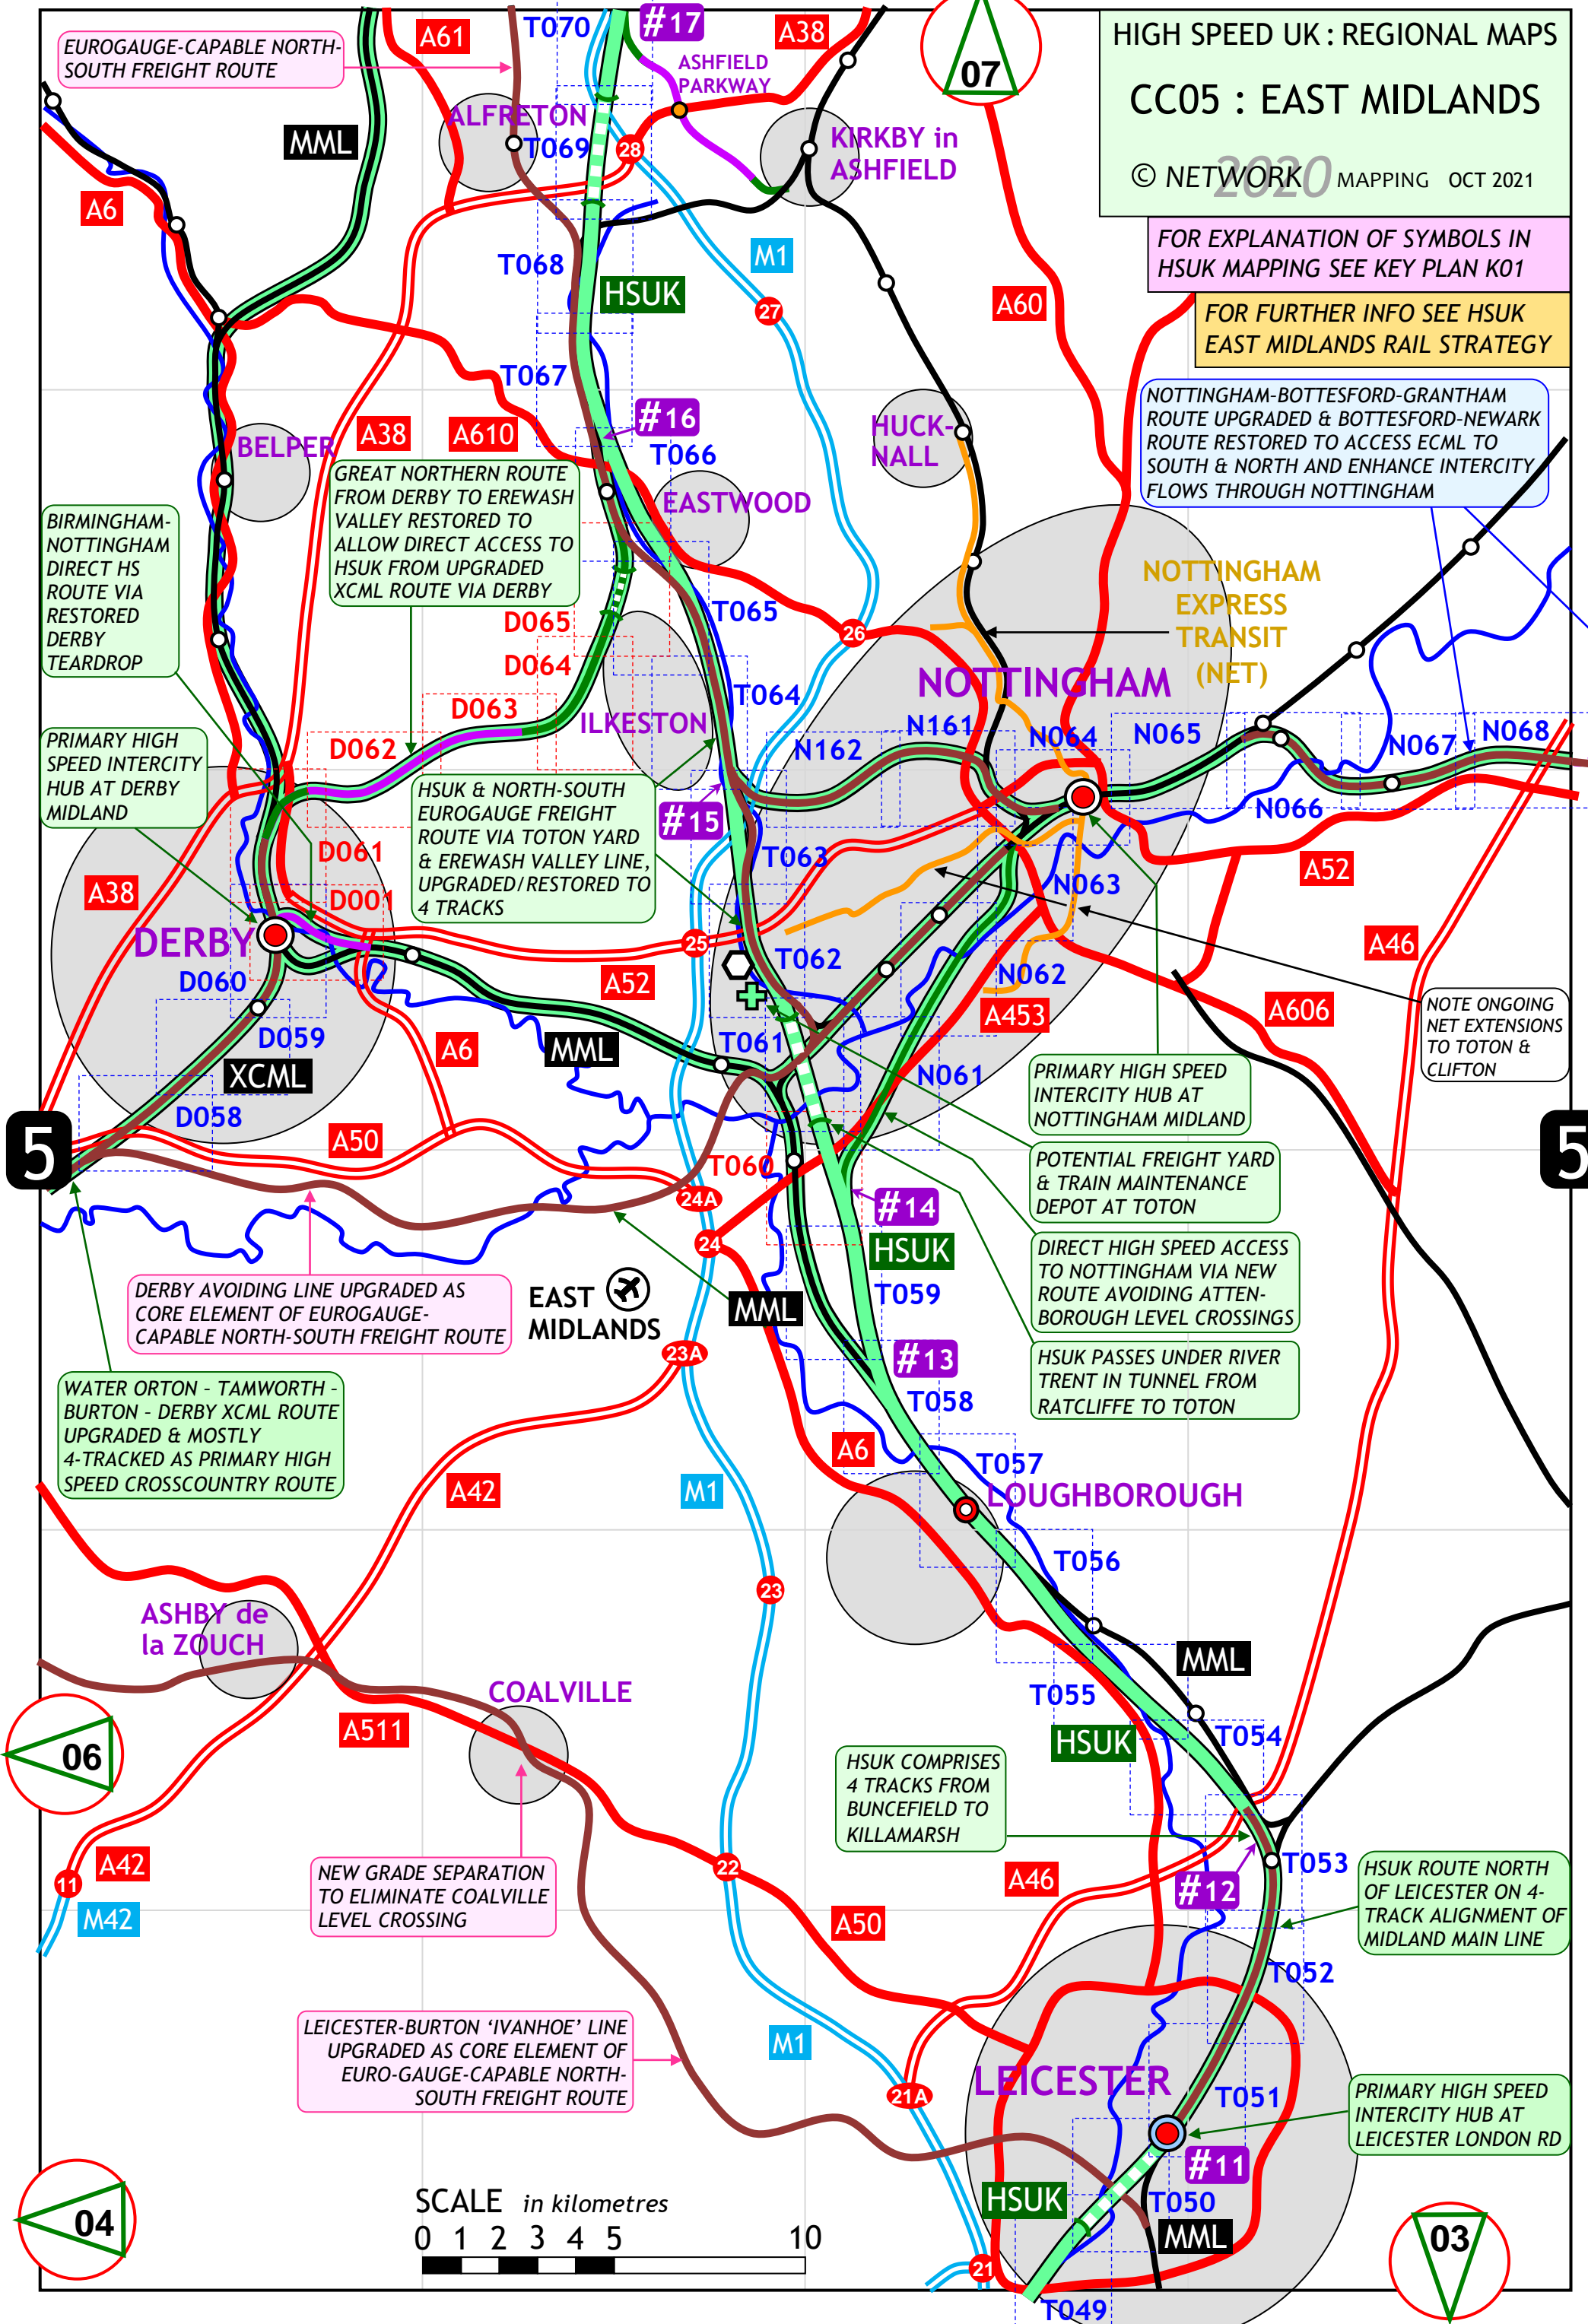 HIGH SPEED UK : REGIONAL MAPS
CC05 : EAST MIDLANDS
© NETWORK 2020 MAPPING OCT 2021
FOR EXPLANATION OF SYMBOLS IN
HSUK MAPPING SEE KEY PLAN K01
FOR FURTHER INFO SEE HSUK
EAST MIDLANDS RAIL STRATEGY
07
EUROGAUGE-CAPABLE NORTH-
SOUTH FREIGHT ROUTE
A61
T070
#17
A38
ASHFIELD
PARKWAY
MML
ALFRETON
T069
28
KIRKBY in
ASHFIELD
A6
T068
M1
HSUK
27
A60
T067
#16
A38
A610
T066
HUCK-
NALL
BELPER
EASTWOOD
NOTTINGHAM-BOTTESFORD-GRANTHAM
ROUTE UPGRADED & BOTTESFORD-NEWARK
ROUTE RESTORED TO ACCESS ECML TO
SOUTH & NORTH AND ENHANCE INTERCITY
FLOWS THROUGH NOTTINGHAM
GREAT NORTHERN ROUTE
FROM DERBY TO EREWASH
VALLEY RESTORED TO
ALLOW DIRECT ACCESS TO
HSUK FROM UPGRADED
XCML ROUTE VIA DERBY
BIRMINGHAM-
NOTTINGHAM
DIRECT HS
ROUTE VIA
RESTORED
DERBY
TEARDROP
NOTTINGHAM
EXPRESS
TRANSIT
(NET)
T065
D065
26
D064
T064
NOTTINGHAM
D063
ILKESTON
N161
N064
N065
N068
D062
N162
N067
PRIMARY HIGH
SPEED INTERCITY
HUB AT DERBY
MIDLAND
HSUK & NORTH-SOUTH
EUROGAUGE FREIGHT
ROUTE VIA TOTON YARD
& EREWASH VALLEY LINE,
UPGRADED/RESTORED TO
4 TRACKS
#15
N066
D061
T063
A52
A38
D001
N063
DERBY
25
A46
D060
A52
T062
N062
A453
A606
NOTE ONGOING
NET EXTENSIONS
TO TOTON &
CLIFTON
D059
A6
MML
T061
XCML
N061
PRIMARY HIGH SPEED
INTERCITY HUB AT
NOTTINGHAM MIDLAND
D058
5
A50
T060
5
POTENTIAL FREIGHT YARD
& TRAIN MAINTENANCE
DEPOT AT TOTON
24A
#14
24
HSUK
DIRECT HIGH SPEED ACCESS
TO NOTTINGHAM VIA NEW
ROUTE AVOIDING ATTEN-
BOROUGH LEVEL CROSSINGS
DERBY AVOIDING LINE UPGRADED AS
CORE ELEMENT OF EUROGAUGE-
CAPABLE NORTH-SOUTH FREIGHT ROUTE
EAST
MIDLANDS
MML
T059
23A
#13
HSUK PASSES UNDER RIVER
TRENT IN TUNNEL FROM
RATCLIFFE TO TOTON
WATER ORTON - TAMWORTH -
BURTON - DERBY XCML ROUTE
UPGRADED & MOSTLY
4-TRACKED AS PRIMARY HIGH
SPEED CROSSCOUNTRY ROUTE
T058
A6
T057
A42
M1
LOUGHBOROUGH
T056
23
ASHBY de
la ZOUCH
MML
COALVILLE
T055
A511
HSUK
T054
06
HSUK COMPRISES
4 TRACKS FROM
BUNCEFIELD TO
KILLAMARSH
A42
11
22
A46
T053
#12
HSUK ROUTE NORTH
OF LEICESTER ON 4-
TRACK ALIGNMENT OF
MIDLAND MAIN LINE
NEW GRADE SEPARATION
TO ELIMINATE COALVILLE
LEVEL CROSSING
M42
A50
T052
LEICESTER-BURTON ‘IVANHOE’ LINE
UPGRADED AS CORE ELEMENT OF
EURO-GAUGE-CAPABLE NORTH-
SOUTH FREIGHT ROUTE
M1
LEICESTER
21A
T051
PRIMARY HIGH SPEED
INTERCITY HUB AT
LEICESTER LONDON RD
#11
HSUK
T050
MML
04
SCALE in kilometres
0 1 2 3 4 5 10
03
21
T049